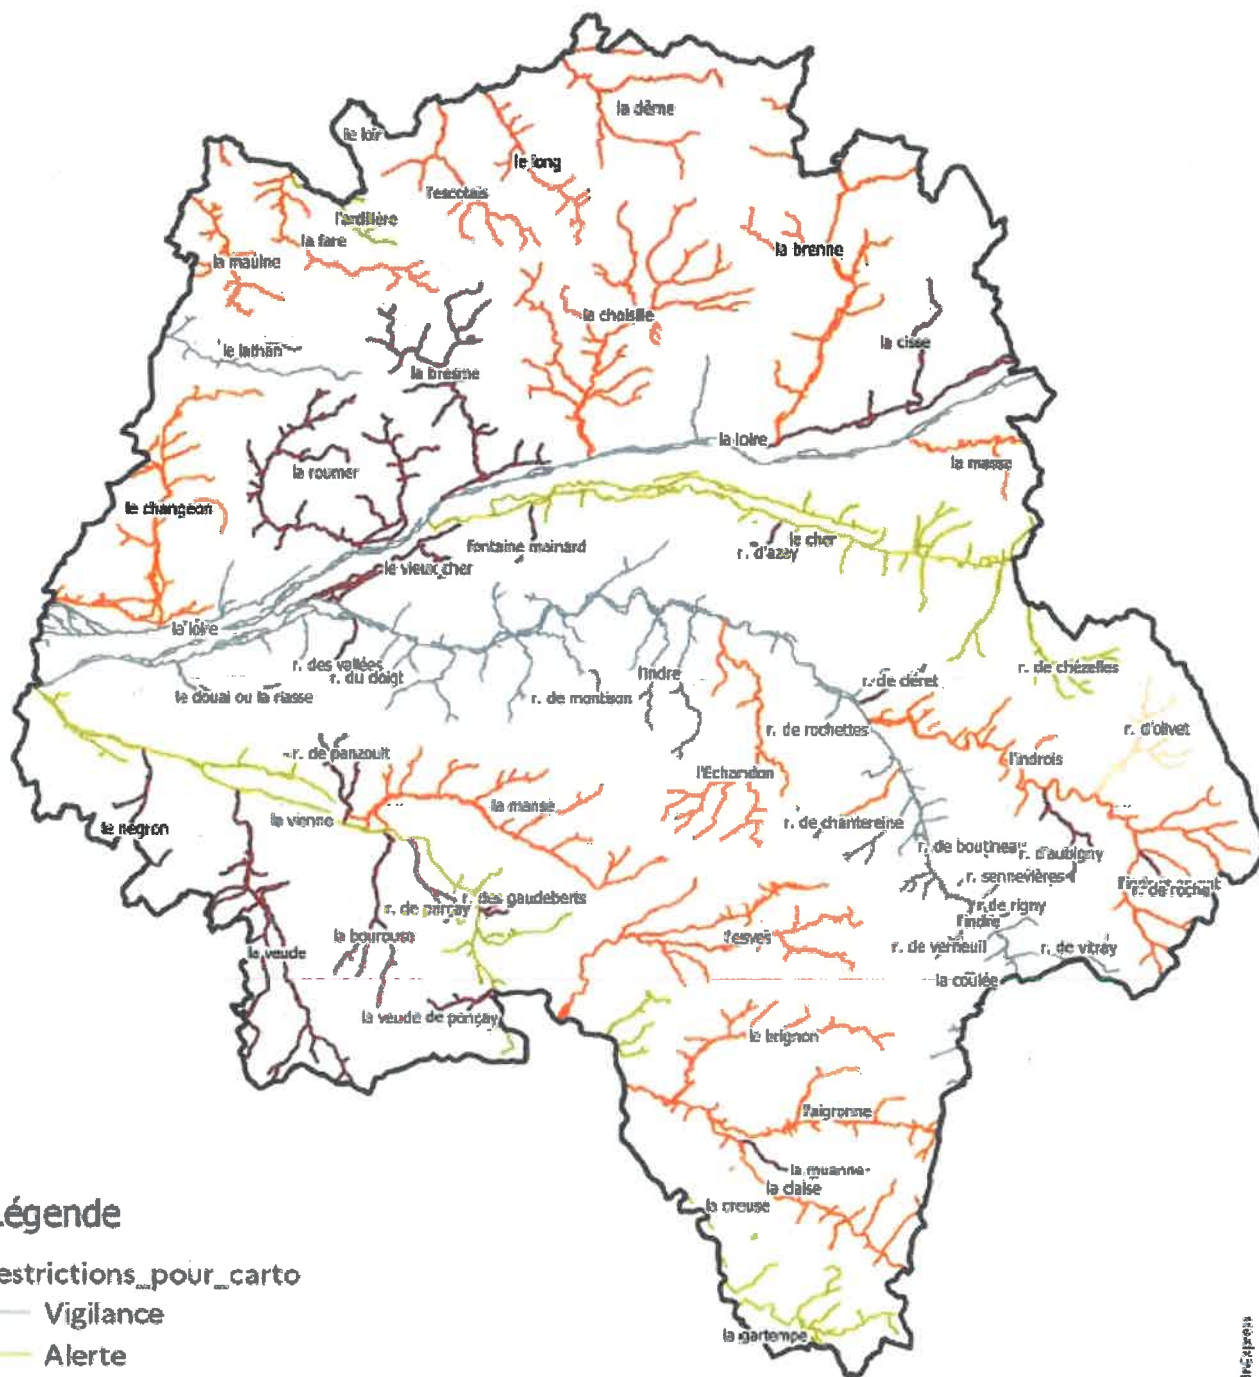 la dême
le loir
le long
l'escotais
l'ardillère
la fare
la brenne
la maulne
la choisille
la cisse
le lathan
la bresme
la loire
la masse
la roumer
le changeon
le cher
fontaine mainard
r. d'azay
le vieux cher
la loire
r. des vallées
r. du doigt
r. de chézelles
l'indre
r. de cléret
le douai ou la riasse
r. de montison
r. de rochettes
r. d'olivet
r. de panzoult
l'indrois
l'Echandon
la manse
la vienne
r. de chantereine
le négron
r. de boutineau
r. d'aubigny
r. sennevières
r. de rochet
r. des gaudeberts
r. de parçay
r. de rigny
l'indre
la bourouse
l'esves
r. de verneuil
r. de vitray
la veude
la coulée
la veude de ponçay
le brignon
l'aigronne
la muanne
la claise
la creuse
la gartempe
Légende
estrictions_pour_carto
Vigilance
Alerte